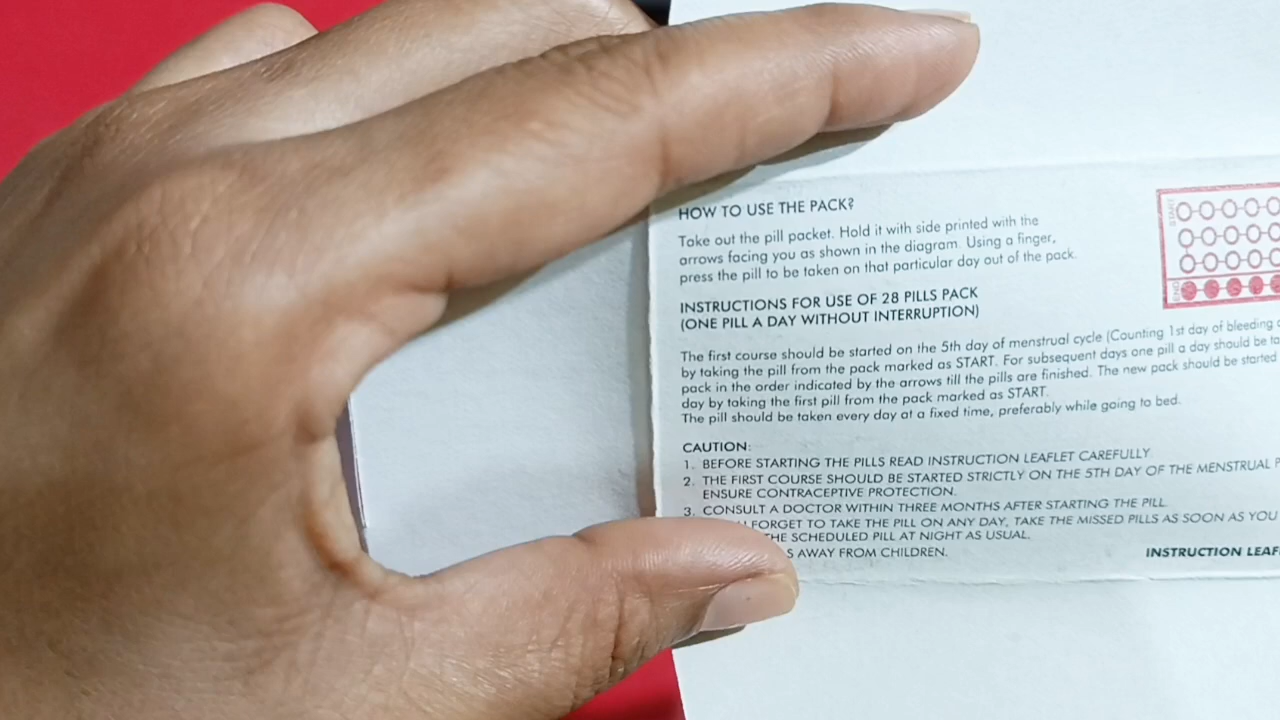 HOW TO USE THE PACK?
Take out the pill packet. Hold it with side printed with the
arrows facing you as shown in the diagram. Using a finger,
press the pill to be taken on that particular day out of the pack.
START
INSTRUCTIONS FOR USE OF 28 PILLS PACK
(ONE PILL A DAY WITHOUT INTERRUPTION)
The first course should be started on the 5th day of menstrual cycle (Counting 1st day of bleeding
by taking the pill from the pack marked as START. For subsequent days one pill a day should be
pack in the order indicated by the arrows till the pills are finished. The new pack should be started
day by taking the first pill from the pack marked as START.
The pill should be taken every day at a fixed time, preferably while going to bed.
CAUTION:
1. BEFORE STARTING THE PILLS READ INSTRUCTION LEAFLET CAREFULLY
2. THE FIRST COURSE SHOULD BE STARTED STRICTLY ON THE 5TH DAY OF THE MENSTRUAL
ENSURE CONTRACEPTIVE PROTECTION.
3. CONSULT A DOCTOR WITHIN THREE MONTHS AFTER STARTING THE PILL
FORGET TO TAKE THE PILL ON ANY DAY, TAKE THE MISSED PILLS AS SOON AS YOU
HE SCHEDULED PILL AT NIGHT AS USUAL.
S AWAY FROM CHILDREN.
INSTRUCTION LEAF